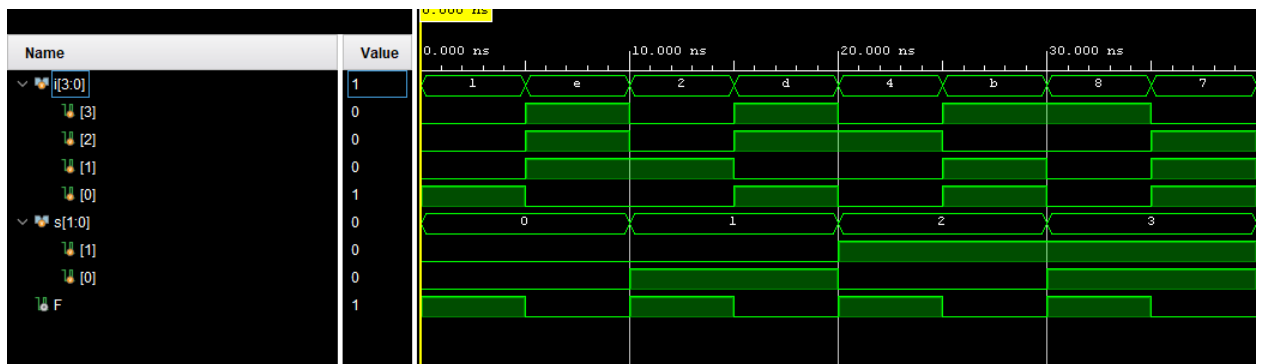 0.000 ns
Name Value 0.000 ns 10.000 ns 20.000 ns 30.000 ns
i[3:0] 1 1 e 2 d 4 b 8 7
[3] 0
[2] 0
[1] 0
[0] 1
s[1:0] 0 0 1 2 3
[1] 0
[0] 0
F 1